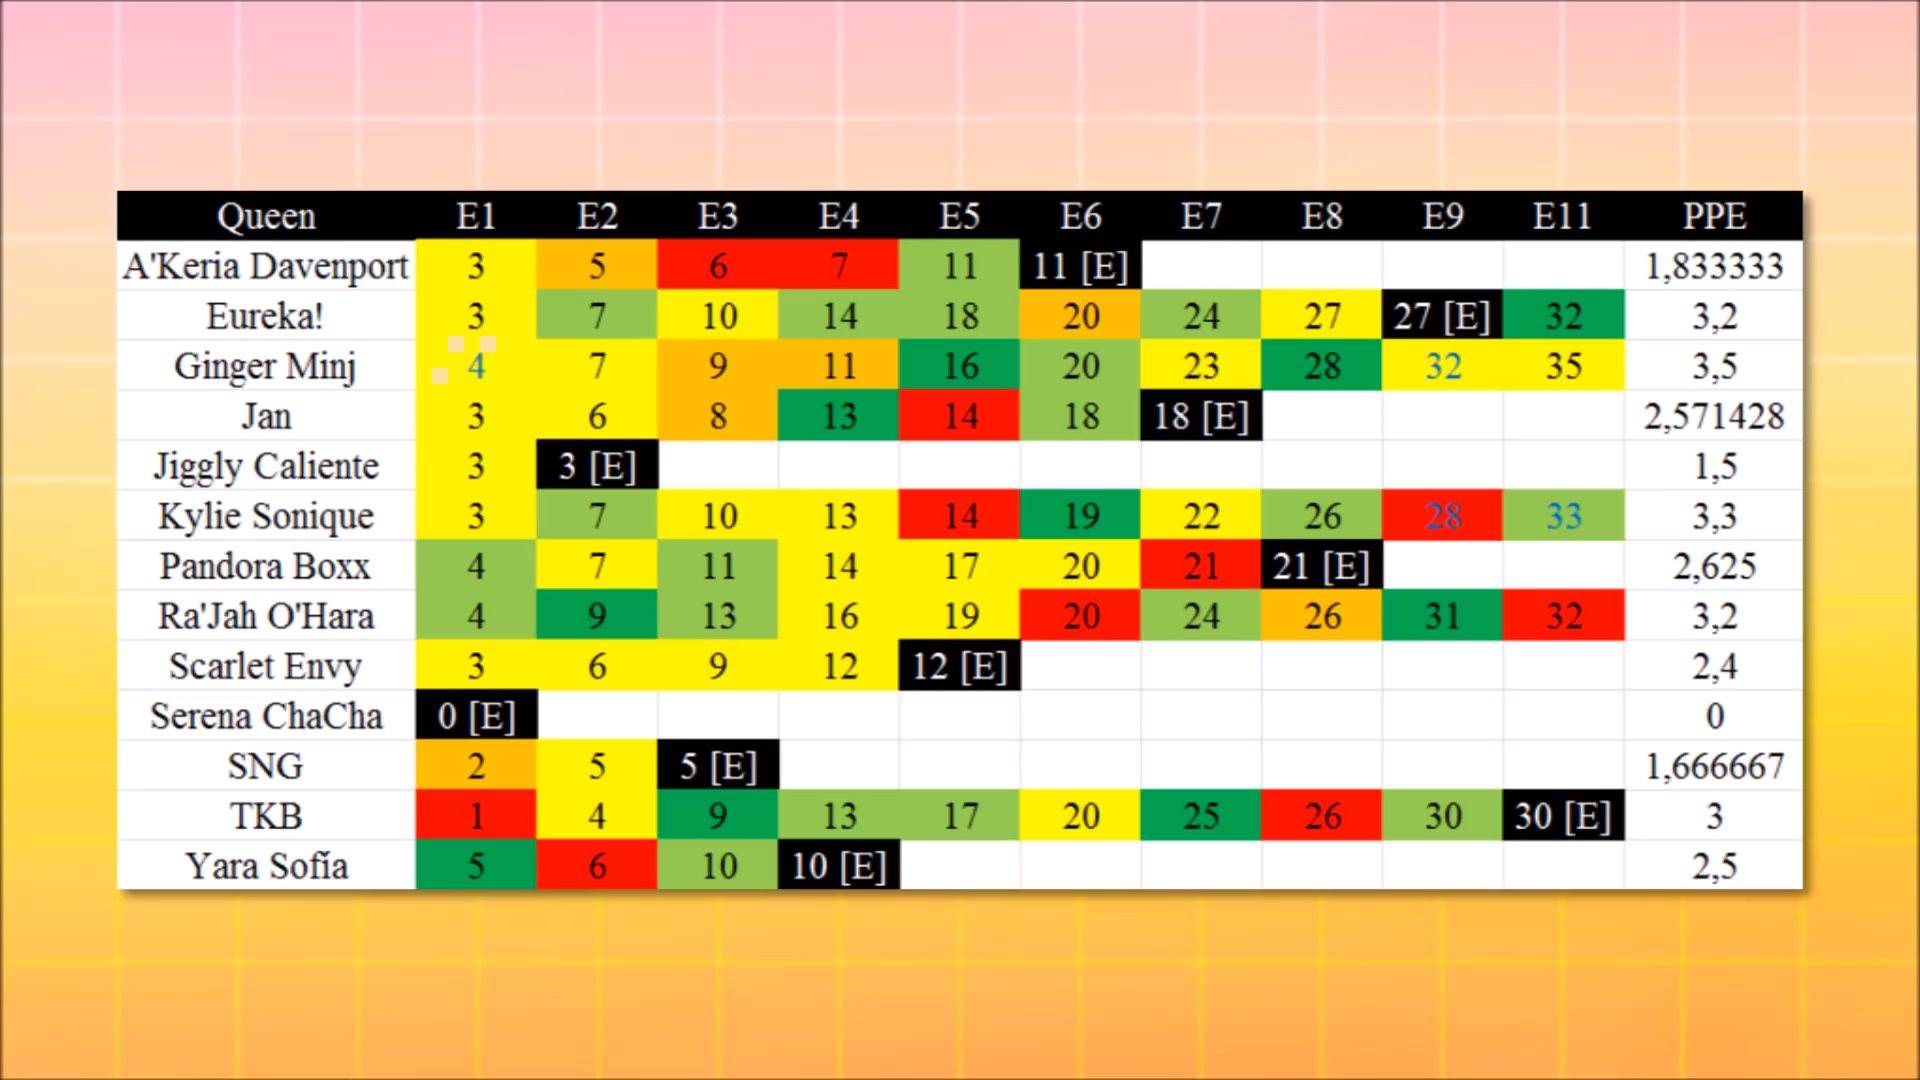 Queen E1 E2 E3 E4 E5 E6 E7 E8 E9 E11 PPE
A'Keria Davenport 3 5 6 7 11 11 [E] 1,833333
Eureka! 3 7 10 14 18 20 24 27 27 [E] 32 3,2
Ginger Minj 4 7 9 11 16 20 23 28 32 35 3,5
Jan 3 6 8 13 14 18 18 [E] 2,571428
Jiggly Caliente 3 3 [E] 1,5
Kylie Sonique 3 7 10 13 14 19 22 26 28 33 3,3
Pandora Boxx 4 7 11 14 17 20 21 21 [E] 2,625
Ra'Jah O'Hara 4 9 13 16 19 20 24 26 31 32 3,2
Scarlet Envy 3 6 9 12 12 [E] 2,4
Serena ChaCha 0 [E] 0
SNG 2 5 5 [E] 1,666667
TKB 1 4 9 13 17 20 25 26 30 30 [E] 3
Yara Sofía 5 6 10 10 [E] 2,5